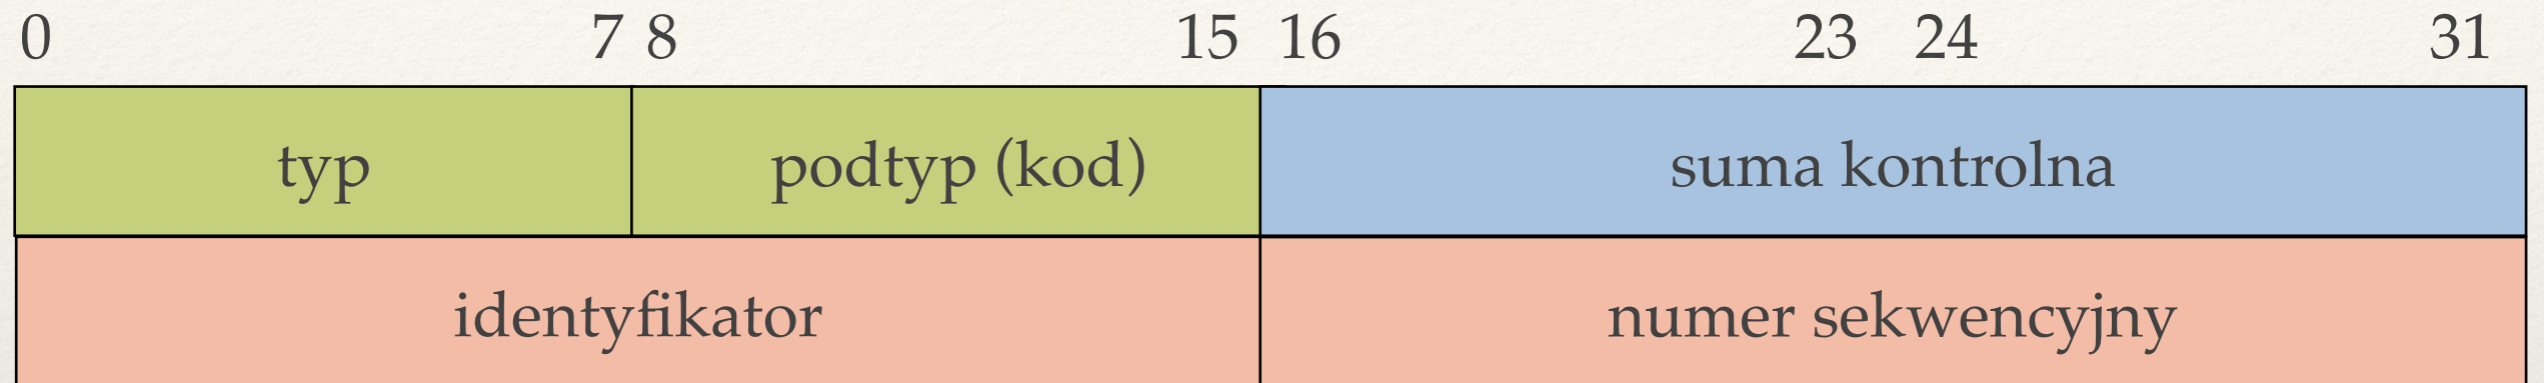 0 7 8 15 16 23 24 31
typ podtyp (kod) suma kontrolna
identyfikator numer sekwencyjny